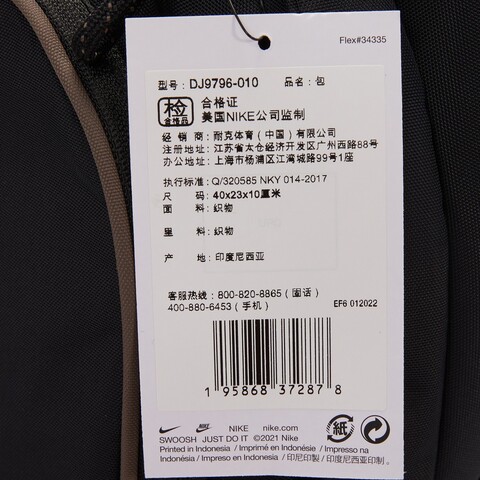 Flex#34335
型号: DJ9796-010 品名: 包
检 合格品
合格证
美国NIKE公司监制
经 销 商: 耐克体育(中国)有限公司
注册地址: 江苏省太仓经济开发区广州西路88号
办公地址: 上海市杨浦区江湾城路99号1座
执行标准: Q/320585 NKY 014-2017
尺 码: 40x23x10厘米
面 料: 织物
里 料: 织物
产 地: 印度尼西亚
客服热线: 800-820-8865 (固话)
400-880-6453 (手机)
EF6 012022
1 95868 37287 8
NIKE NIKE nike.com
SWOOSH JUST DO IT ©2021 Nike
Printed in Indonesia / Imprimé en Indonésie / Impresso na
Indonésia / Impreso en Indonesia / 印尼印製 / 印度尼西亚印制.
紙